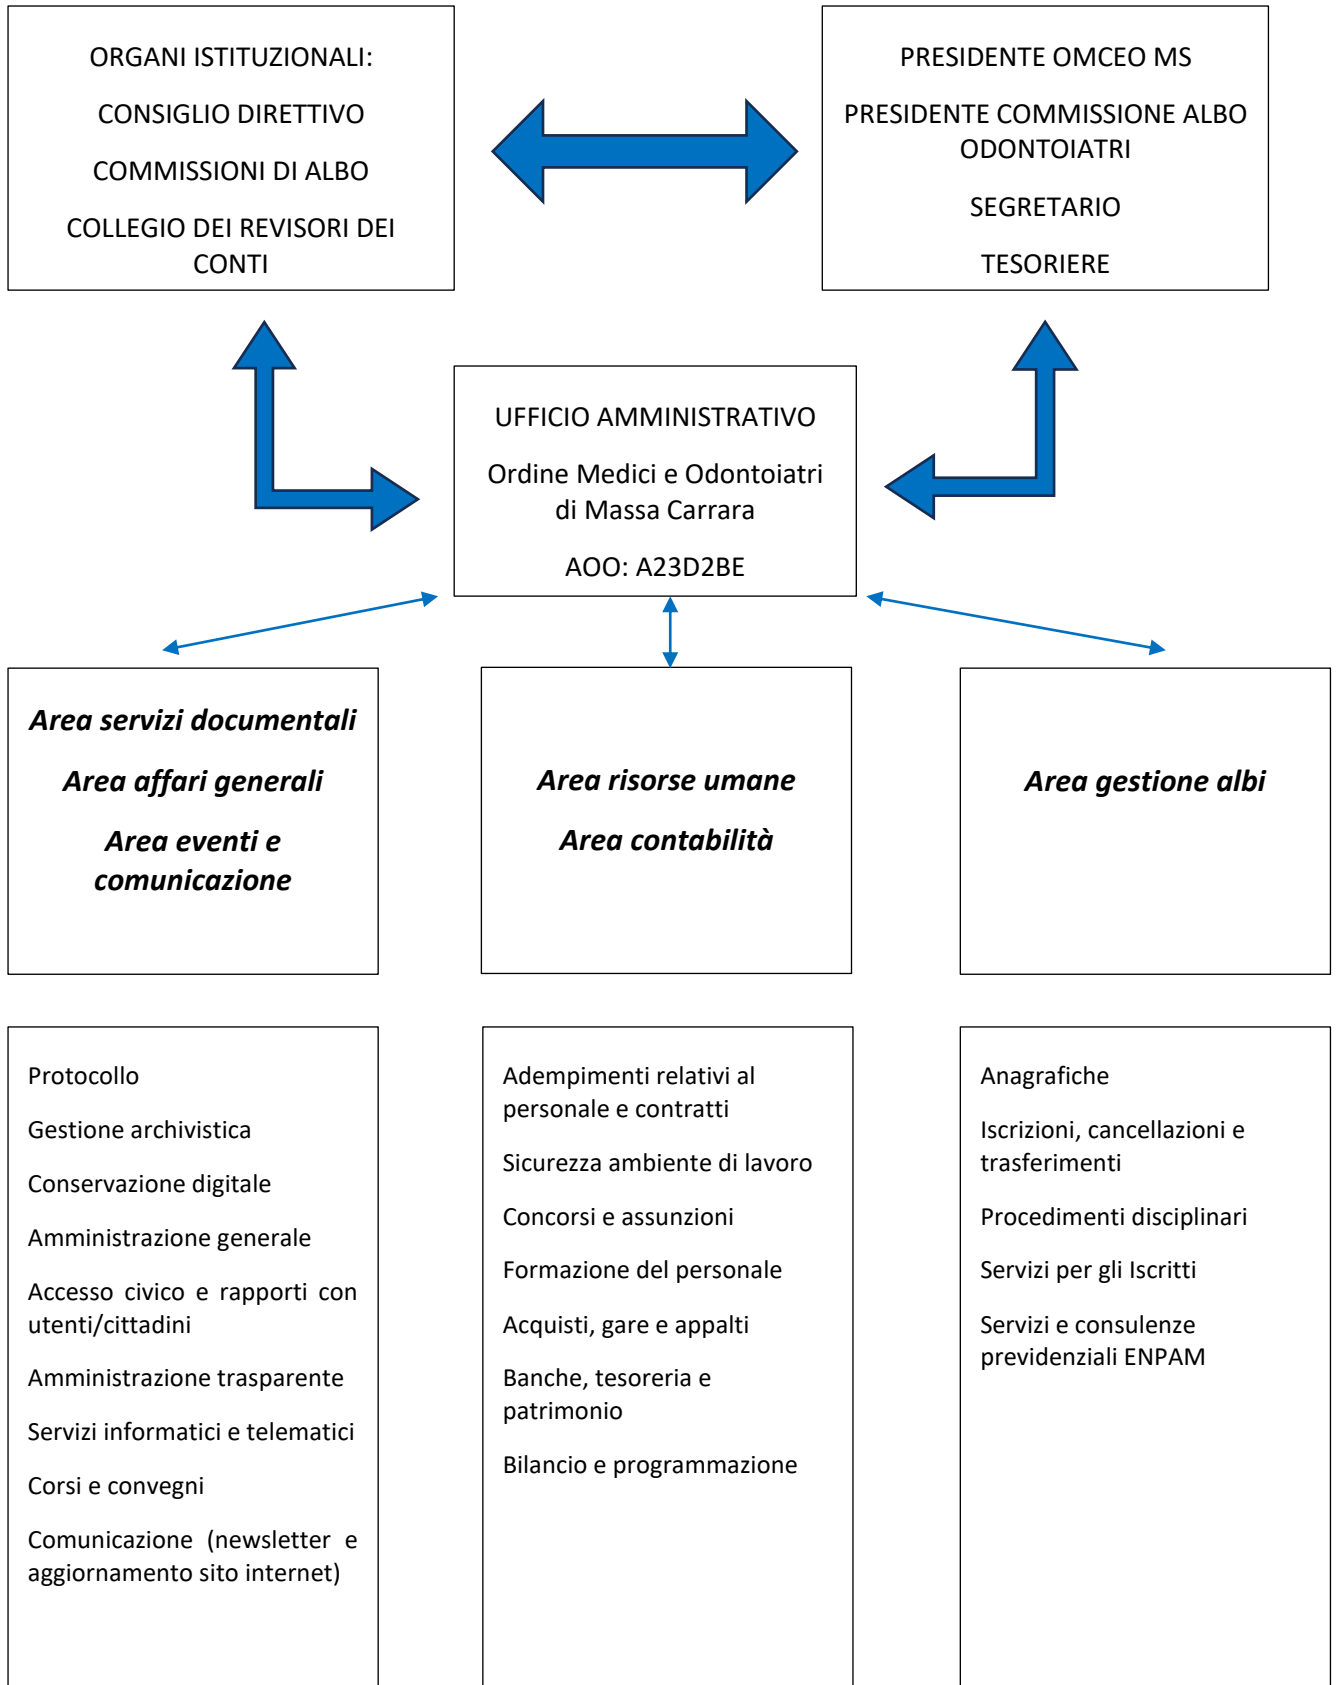 ORGANI ISTITUZIONALI:
CONSIGLIO DIRETTIVO
COMMISSIONI DI ALBO
COLLEGIO DEI REVISORI DEI
CONTI
PRESIDENTE OMCEO MS
PRESIDENTE COMMISSIONE ALBO
ODONTOIATRI
SEGRETARIO
TESORIERE
UFFICIO AMMINISTRATIVO
Ordine Medici e Odontoiatri
di Massa Carrara
AOO: A23D2BE
Area servizi documentali
Area affari generali
Area eventi e
comunicazione
Area risorse umane
Area contabilità
Area gestione albi
Protocollo
Gestione archivistica
Conservazione digitale
Amministrazione generale
Accesso civico e rapporti con
utenti/cittadini
Amministrazione trasparente
Servizi informatici e telematici
Corsi e convegni
Comunicazione (newsletter e
aggiornamento sito internet)
Adempimenti relativi al
personale e contratti
Sicurezza ambiente di lavoro
Concorsi e assunzioni
Formazione del personale
Acquisti, gare e appalti
Banche, tesoreria e
patrimonio
Bilancio e programmazione
Anagrafiche
Iscrizioni, cancellazioni e
trasferimenti
Procedimenti disciplinari
Servizi per gli Iscritti
Servizi e consulenze
previdenziali ENPAM